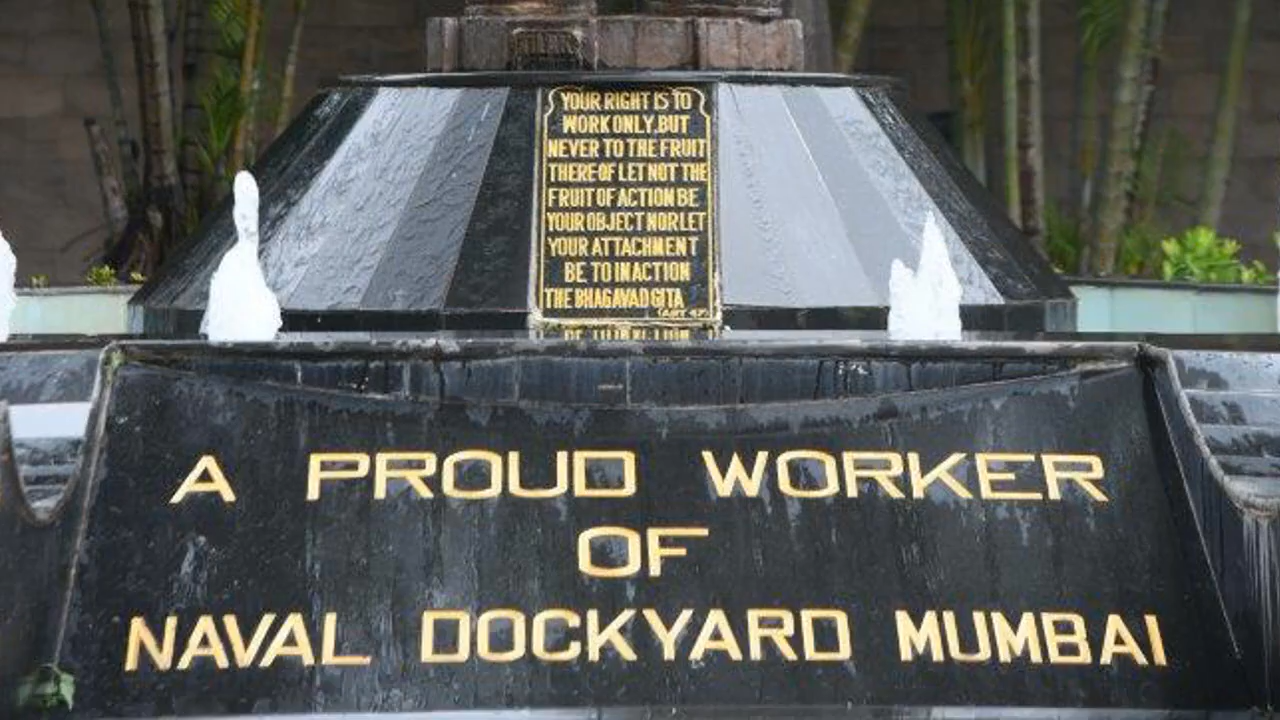 YOUR RIGHT IS TO
WORK ONLY, BUT
NEVER TO THE FRUIT
THEREOF LET NOT THE
FRUIT OF ACTION BE
YOUR OBJECT NOR LET
YOUR ATTACHMENT
BE TO INACTION
THE BHAGAVAD GITA
A PROUD WORKER
OF
NAVAL DOCKYARD MUMBAI